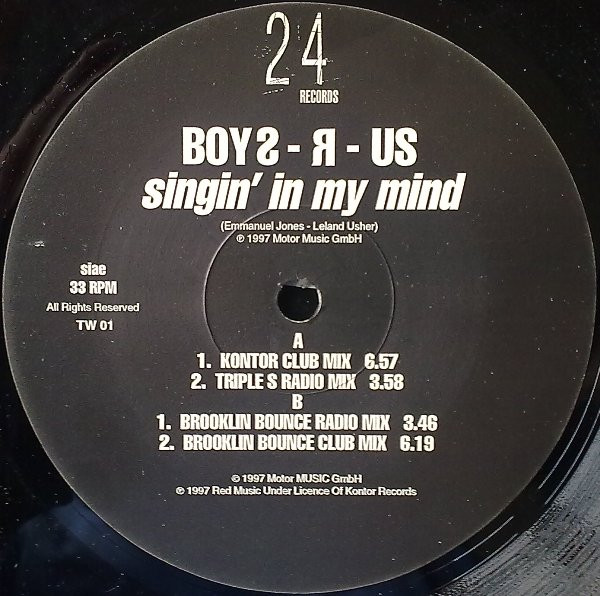 24
RECORDS
BOYS - Я - US
singin' in my mind
(Emmanuel Jones - Leland Usher)
℗ 1997 Motor Music GmbH
siae
33 RPM
All Rights Reserved
TW 01
A
1. KONTOR CLUB MIX 6.57
2. TRIPLE S RADIO MIX 3.58
B
1. BROOKLIN BOUNCE RADIO MIX 3.46
2. BROOKLIN BOUNCE CLUB MIX 6.19
© 1997 Motor MUSIC GmbH
℗ 1997 Red Music Under Licence Of Kontor Records